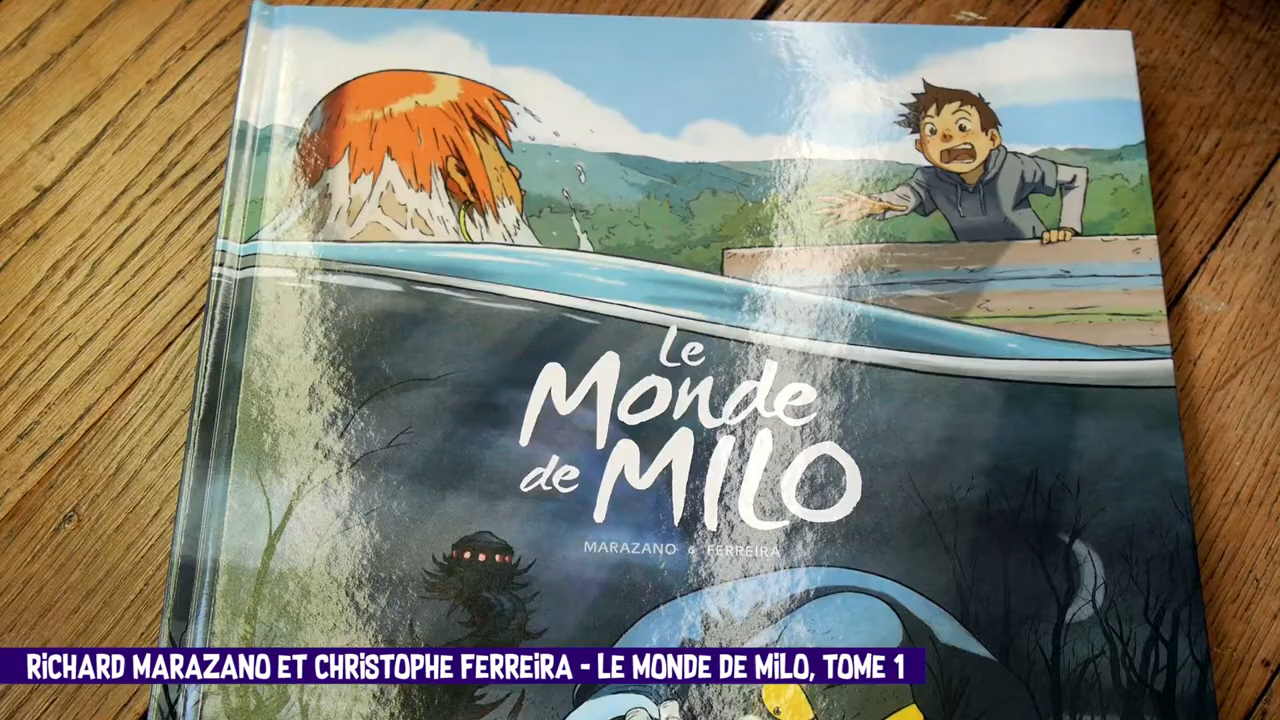 Le
Monde
de MILO
MARAZANO & FERREIRA
RICHARD MARAZANO ET CHRISTOPHE FERREIRA - LE MONDE DE MILO, TOME 1